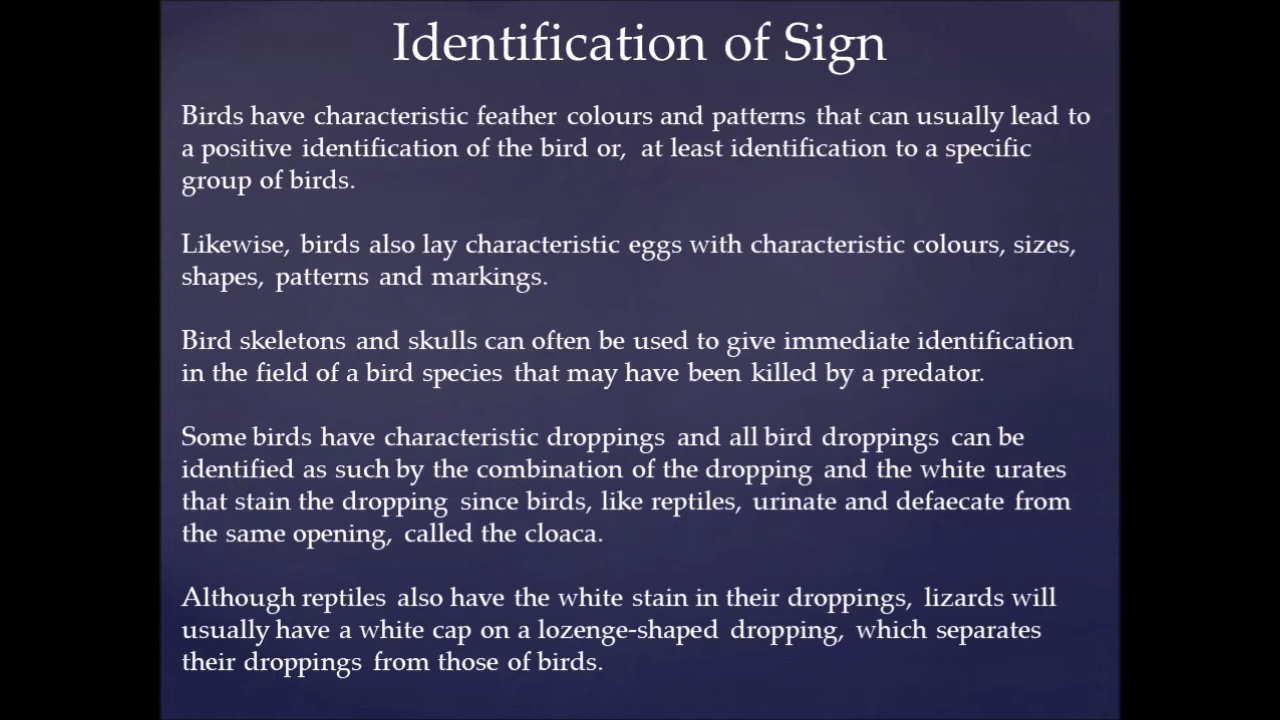 Identification of Sign
Birds have characteristic feather colours and patterns that can usually lead to
a positive identification of the bird or, at least identification to a specific
group of birds.
Likewise, birds also lay characteristic eggs with characteristic colours, sizes,
shapes, patterns and markings.
Bird skeletons and skulls can often be used to give immediate identification
in the field of a bird species that may have been killed by a predator.
Some birds have characteristic droppings and all bird droppings can be
identified as such by the combination of the dropping and the white urates
that stain the dropping since birds, like reptiles, urinate and defaecate from
the same opening, called the cloaca.
Although reptiles also have the white stain in their droppings, lizards will
usually have a white cap on a lozenge-shaped dropping, which separates
their droppings from those of birds.